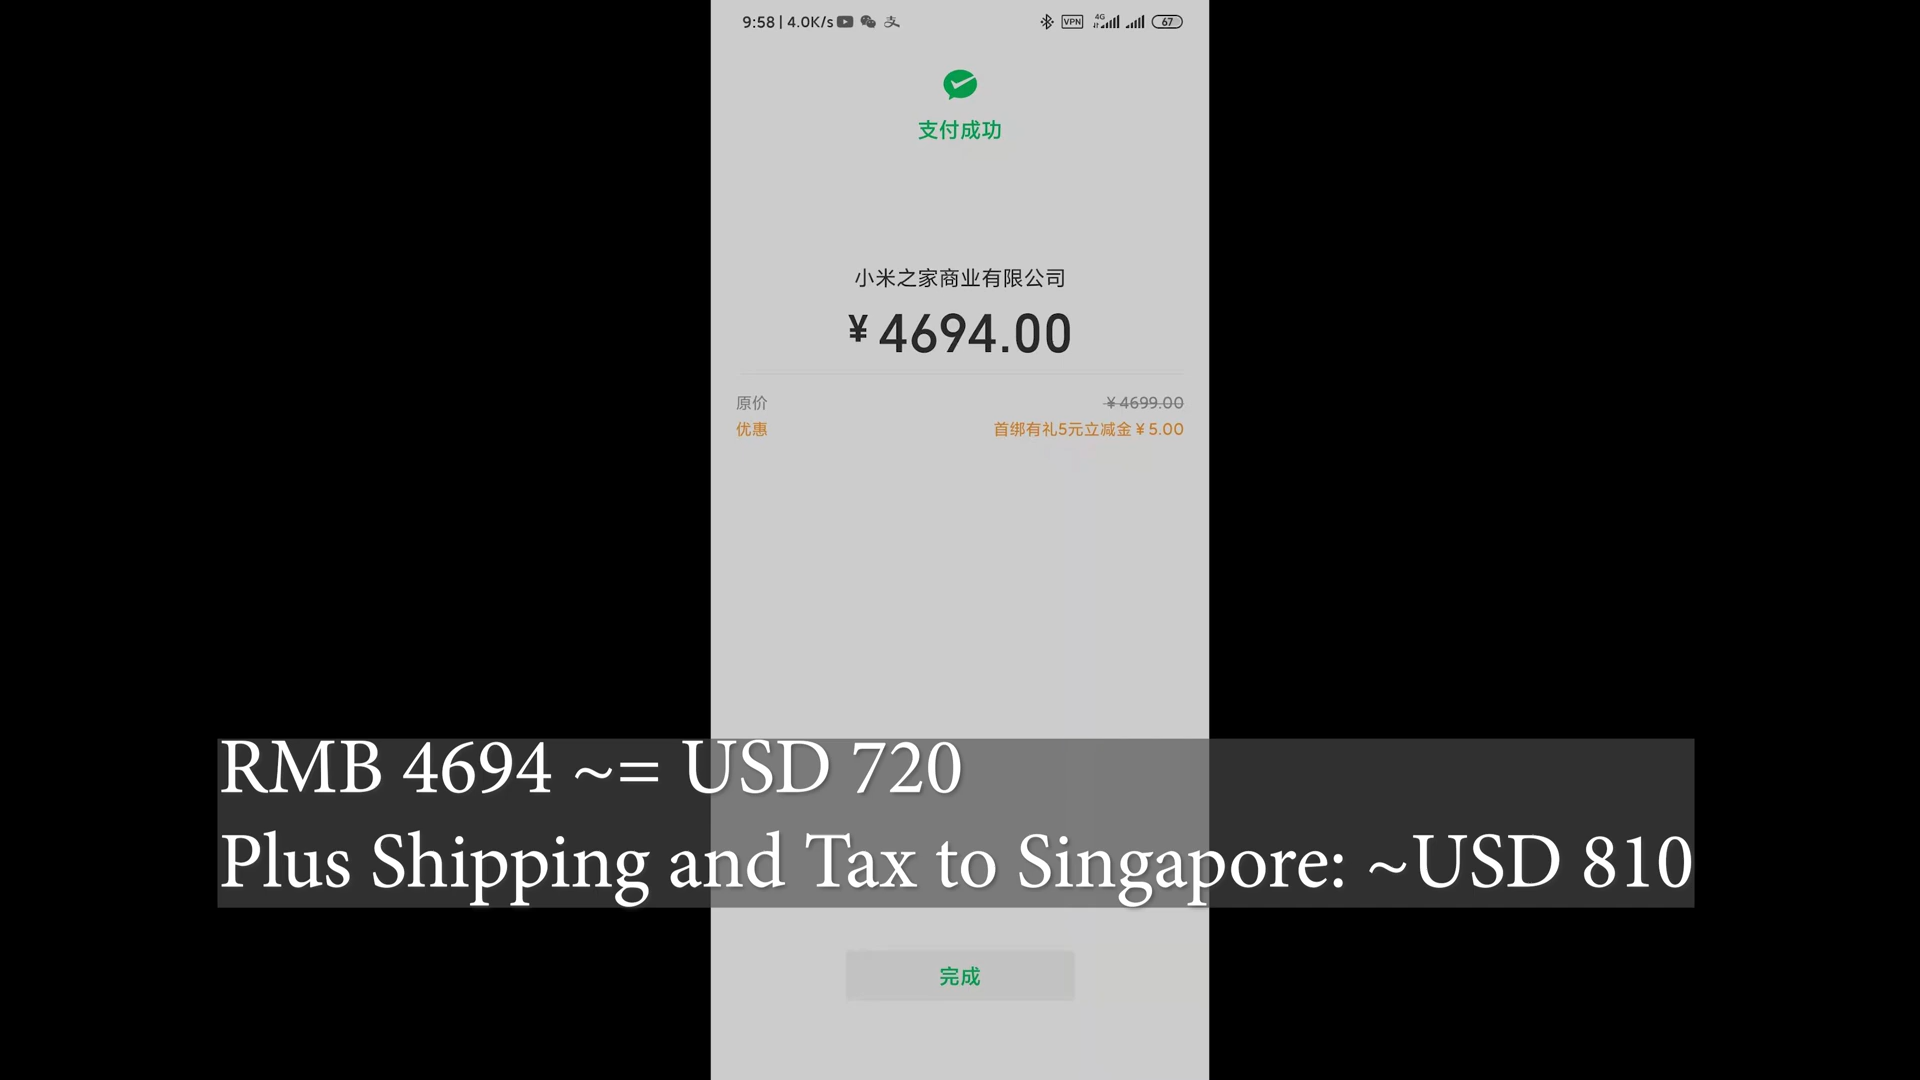 9:58 | 4.0K/s 支 VPN 4G 67
支付成功
小米之家商业有限公司
¥4694.00
原价 ¥4699.00
优惠 首绑有礼5元立减金¥5.00
RMB 4694 ~= USD 720
Plus Shipping and Tax to Singapore: ~USD 810
完成